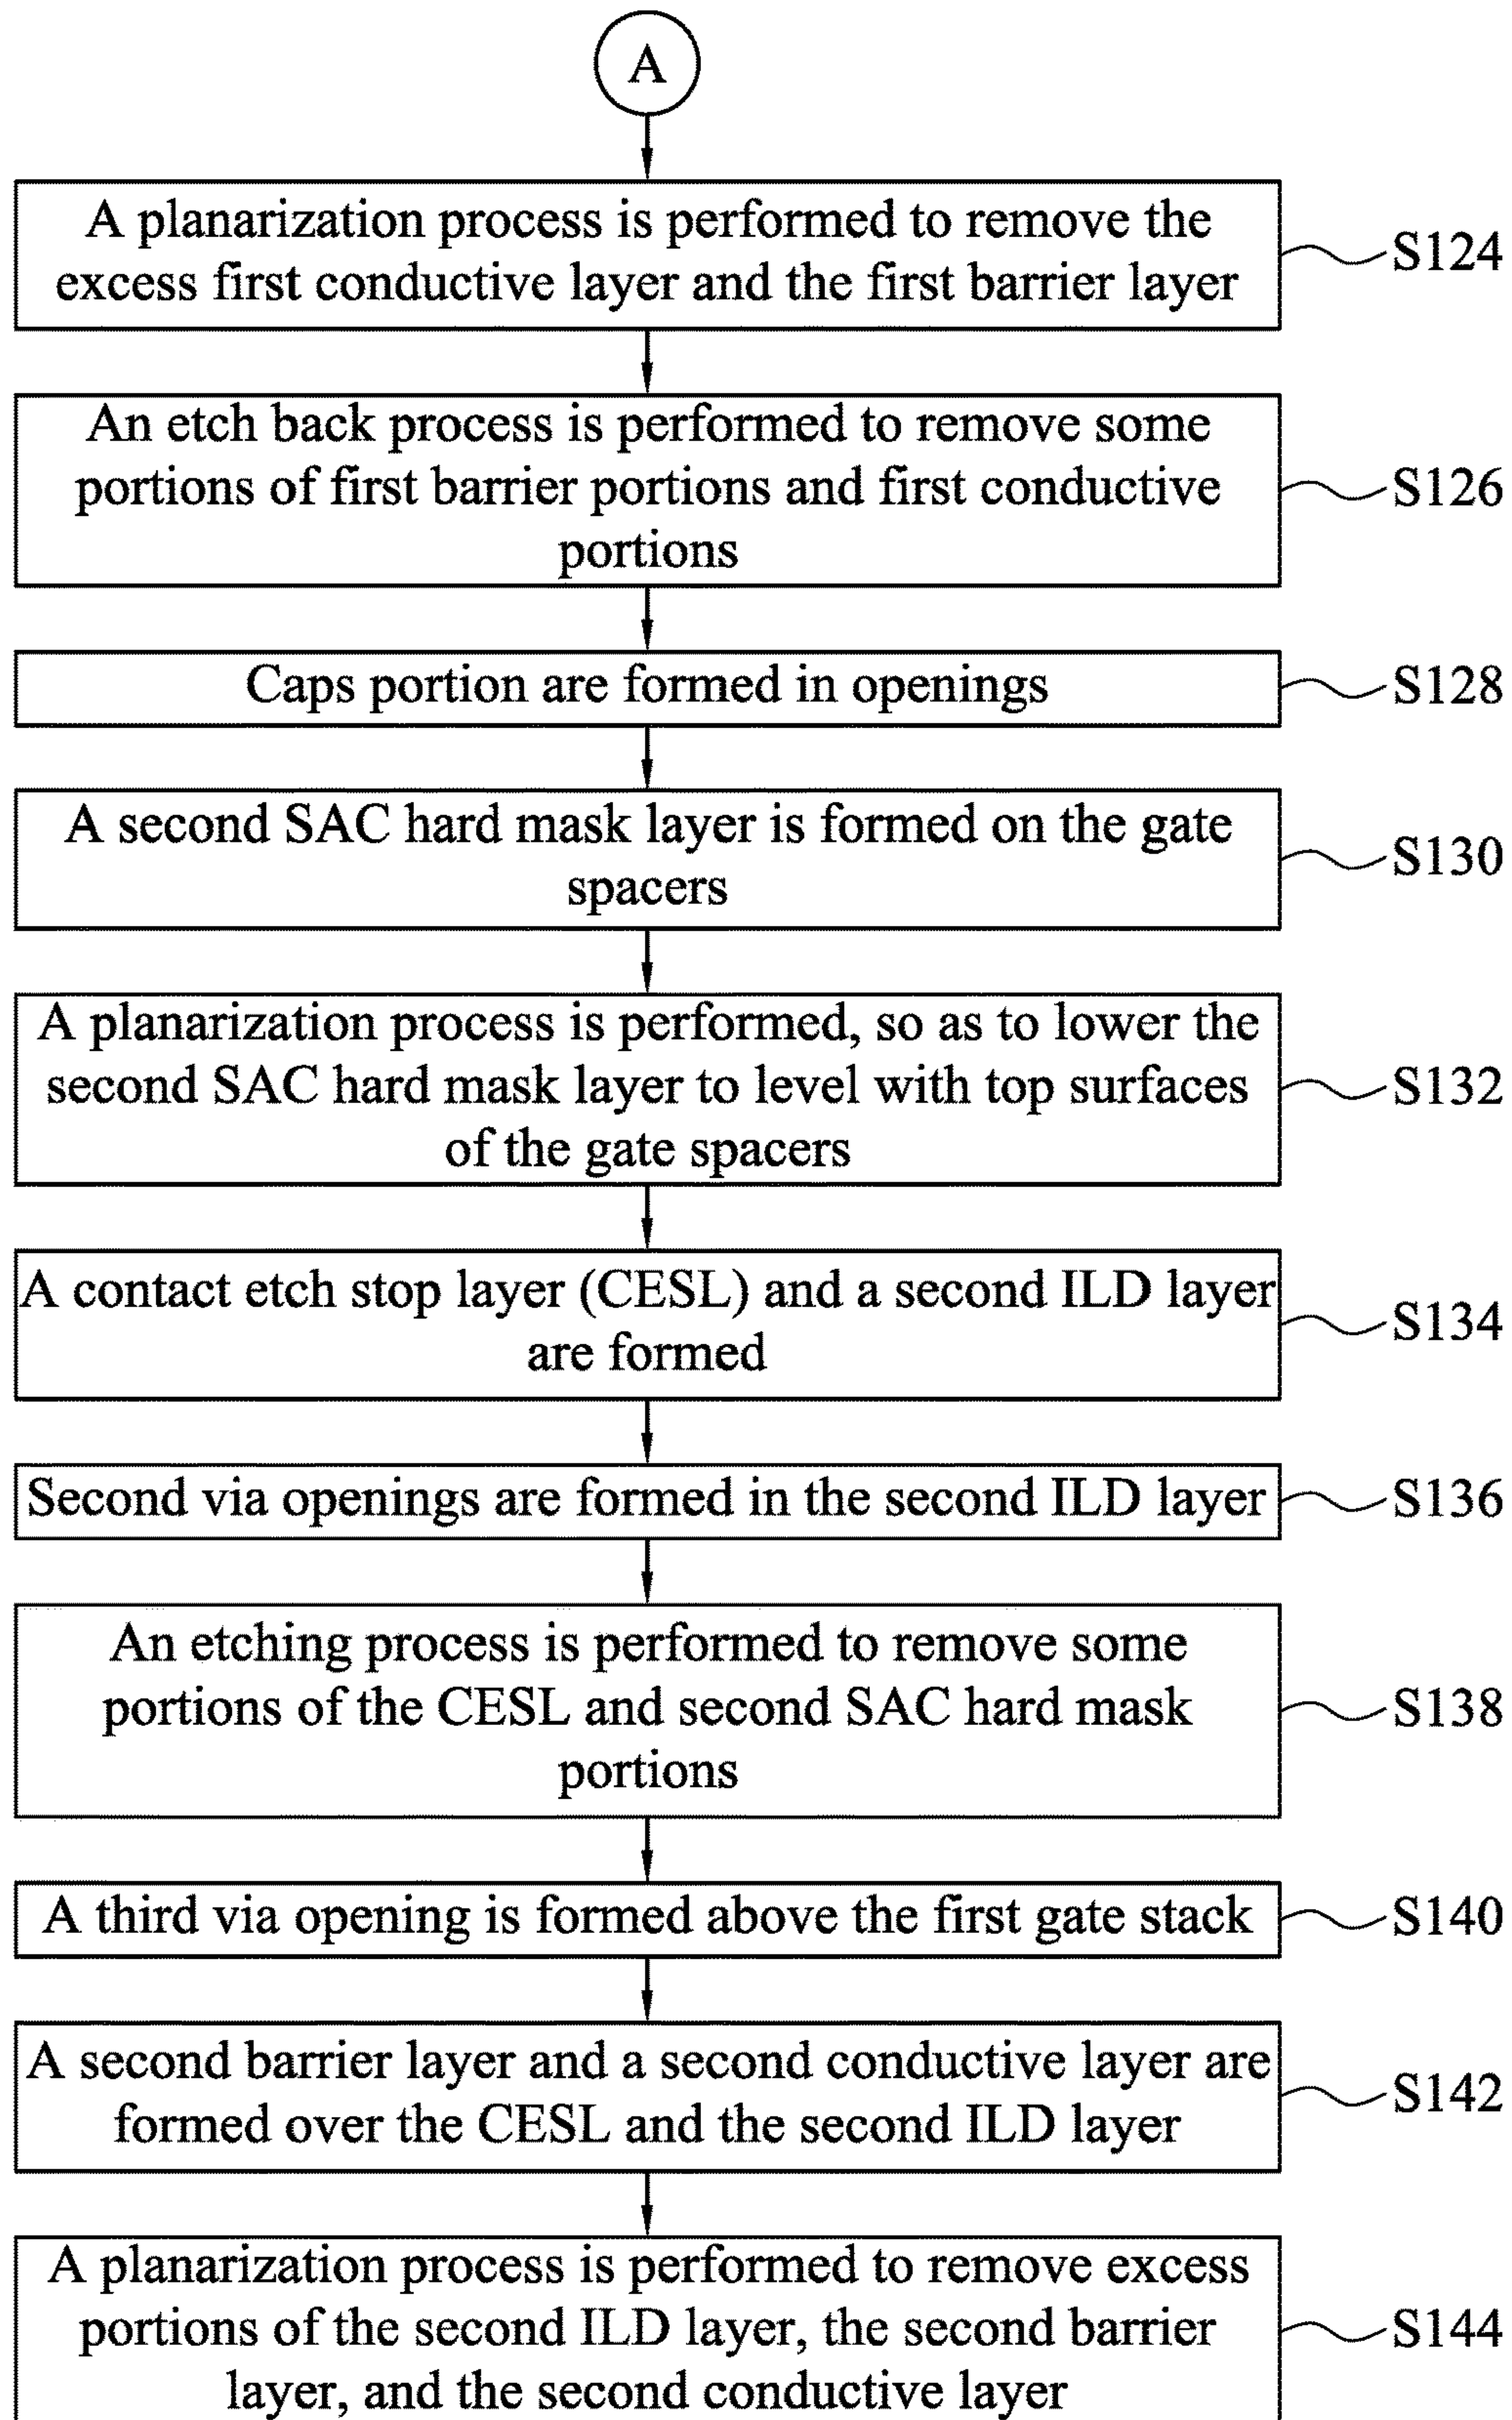 A
A planarization process is performed to remove the
excess first conductive layer and the first barrier layer
S124
An etch back process is performed to remove some
portions of first barrier portions and first conductive
portions
S126
Caps portion are formed in openings
S128
A second SAC hard mask layer is formed on the gate
spacers
S130
A planarization process is performed, so as to lower the
second SAC hard mask layer to level with top surfaces
of the gate spacers
S132
A contact etch stop layer (CESL) and a second ILD layer
are formed
S134
Second via openings are formed in the second ILD layer
S136
An etching process is performed to remove some
portions of the CESL and second SAC hard mask
portions
S138
A third via opening is formed above the first gate stack
S140
A second barrier layer and a second conductive layer are
formed over the CESL and the second ILD layer
S142
A planarization process is performed to remove excess
portions of the second ILD layer, the second barrier
layer, and the second conductive layer
S144